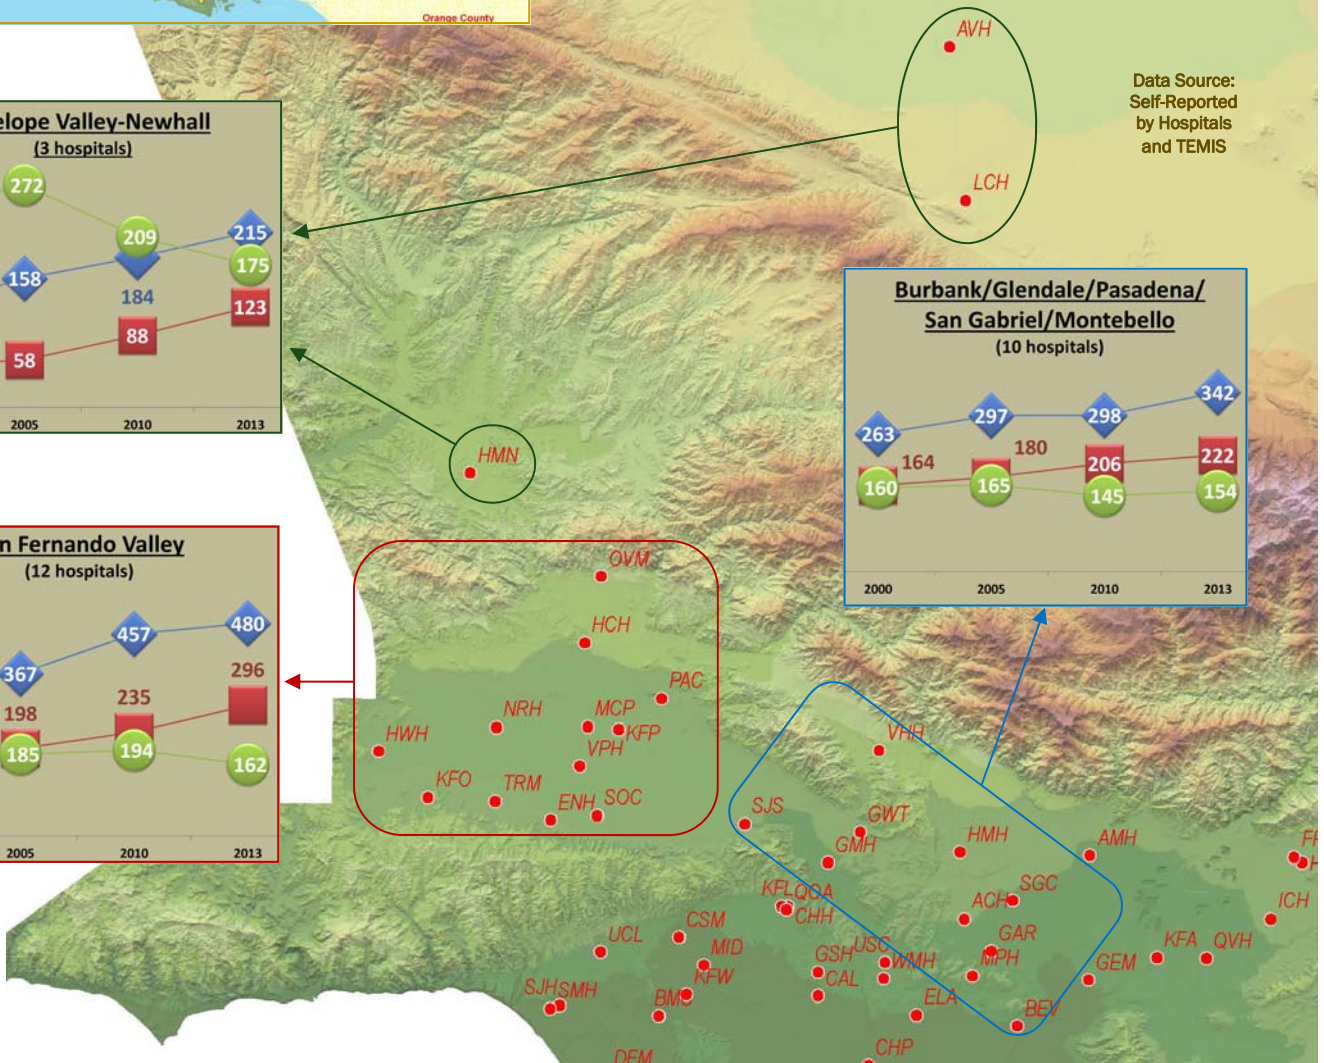 Orange County
AVH
Data Source:
Self-Reported
by Hospitals
and TEMIS
LCH
elope Valley-Newhall
(3 hospitals)
272
209
215
158
175
184
123
88
58
2005 2010 2013
Burbank/Glendale/Pasadena/
San Gabriel/Montebello
(10 hospitals)
342
297 298
263
180
164
206 222
160 165 145 154
2000 2005 2010 2013
HMN
n Fernando Valley
(12 hospitals)
480
457
367
296
235
198
185 194 162
2005 2010 2013
OVM
HCH
PAC
NRH MCP
HWH KFP
VPH
KFO TRM
ENH SOC
VHH
SJS GWT
GMH HMH AMH
KFL QOA
CHH ACH SGC ICH
CSM
UCL MID GSH USC WMH GAR MPH KFA QVH
KFW CAL GEM
SJH SMH ELA
BEV
CHP